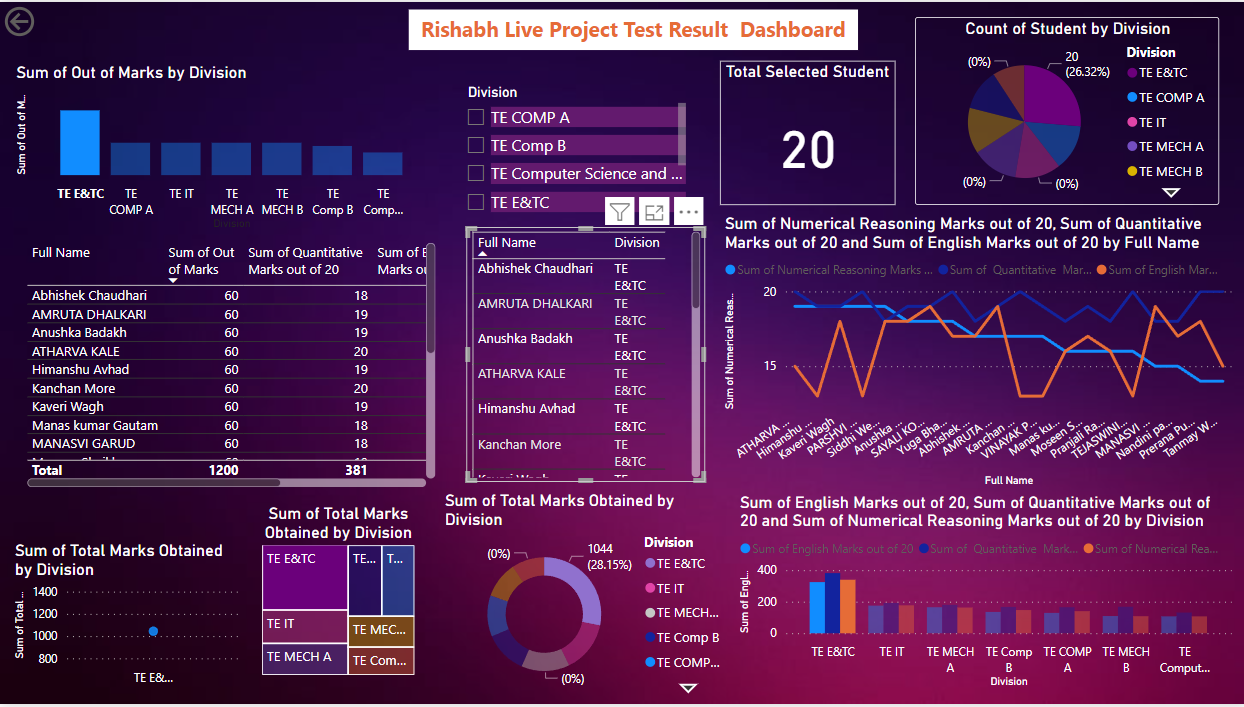 Rishabh Live Project Test Result  Dashboard
Sum of Out of Marks by Division
Sum of Out of M...
TE E&TC
TE COMP A
TE IT
TE MECH A
TE MECH B
TE Comp B
TE Comp...
Division
Division
TE COMP A
TE Comp B
TE Computer Science and ...
TE E&TC
Total Selected Student
20
Count of Student by Division
20
(26.32%)
(0%)
(0%)
(0%)
Division
TE E&TC
TE COMP A
TE IT
TE MECH A
TE MECH B
Full Name Sum of Out of Marks Sum of Quantitative Marks out of 20 Sum of E Marks ou
Abhishek Chaudhari 60 18
AMRUTA DHALKARI 60 19
Anushka Badakh 60 19
ATHARVA KALE 60 20
Himanshu Avhad 60 19
Kanchan More 60 20
Kaveri Wagh 60 19
Manas kumar Gautam 60 18
MANASVI GARUD 60 18
Total 1200 381
Full Name Division
Abhishek Chaudhari TE E&TC
AMRUTA DHALKARI TE E&TC
Anushka Badakh TE E&TC
ATHARVA KALE TE E&TC
Himanshu Avhad TE E&TC
Kanchan More TE E&TC
Kaveri Wagh TE
Sum of Numerical Reasoning Marks out of 20, Sum of Quantitative
Marks out of 20 and Sum of English Marks out of 20 by Full Name
Sum of Numerical Reasoning Marks ... Sum of  Quantitative  Mar... Sum of English Mar...
Sum of Numerical Reas...
20
15
ATHARVA ...
Himanshu ...
Kaveri Wagh
PARSHVI ...
Siddhi We...
Anushka ...
SAYALI KO...
Yuga Bha...
Abhishek ...
AMRUTA ...
Kanchan ...
VINAYAK P...
Manas ku...
Moseen S...
Pranjali Ra...
TEJASWINI...
MANASVI ...
Nandini pa...
Prerana Pu...
Tanmay W...
Full Name
Sum of Total Marks Obtained
by Division
Sum of Total ...
1400
1200
1000
800
TE E&...
Sum of Total Marks
Obtained by Division
TE E&TC
TE...
T...
TE IT
TE MEC...
TE MECH A
TE Com...
Sum of Total Marks Obtained by
Division
1044
(28.15%)
(0%)
(0%)
Division
TE E&TC
TE IT
TE MECH...
TE Comp B
TE COMP...
Sum of English Marks out of 20, Sum of Quantitative Marks out of
20 and Sum of Numerical Reasoning Marks out of 20 by Division
Sum of English Marks out of 20 Sum of  Quantitative  Mark... Sum of Numerical Rea...
Sum of Engl...
400
200
0
TE E&TC
TE IT
TE MECH A
TE Comp B
TE COMP A
TE MECH B
TE Comput...
Division